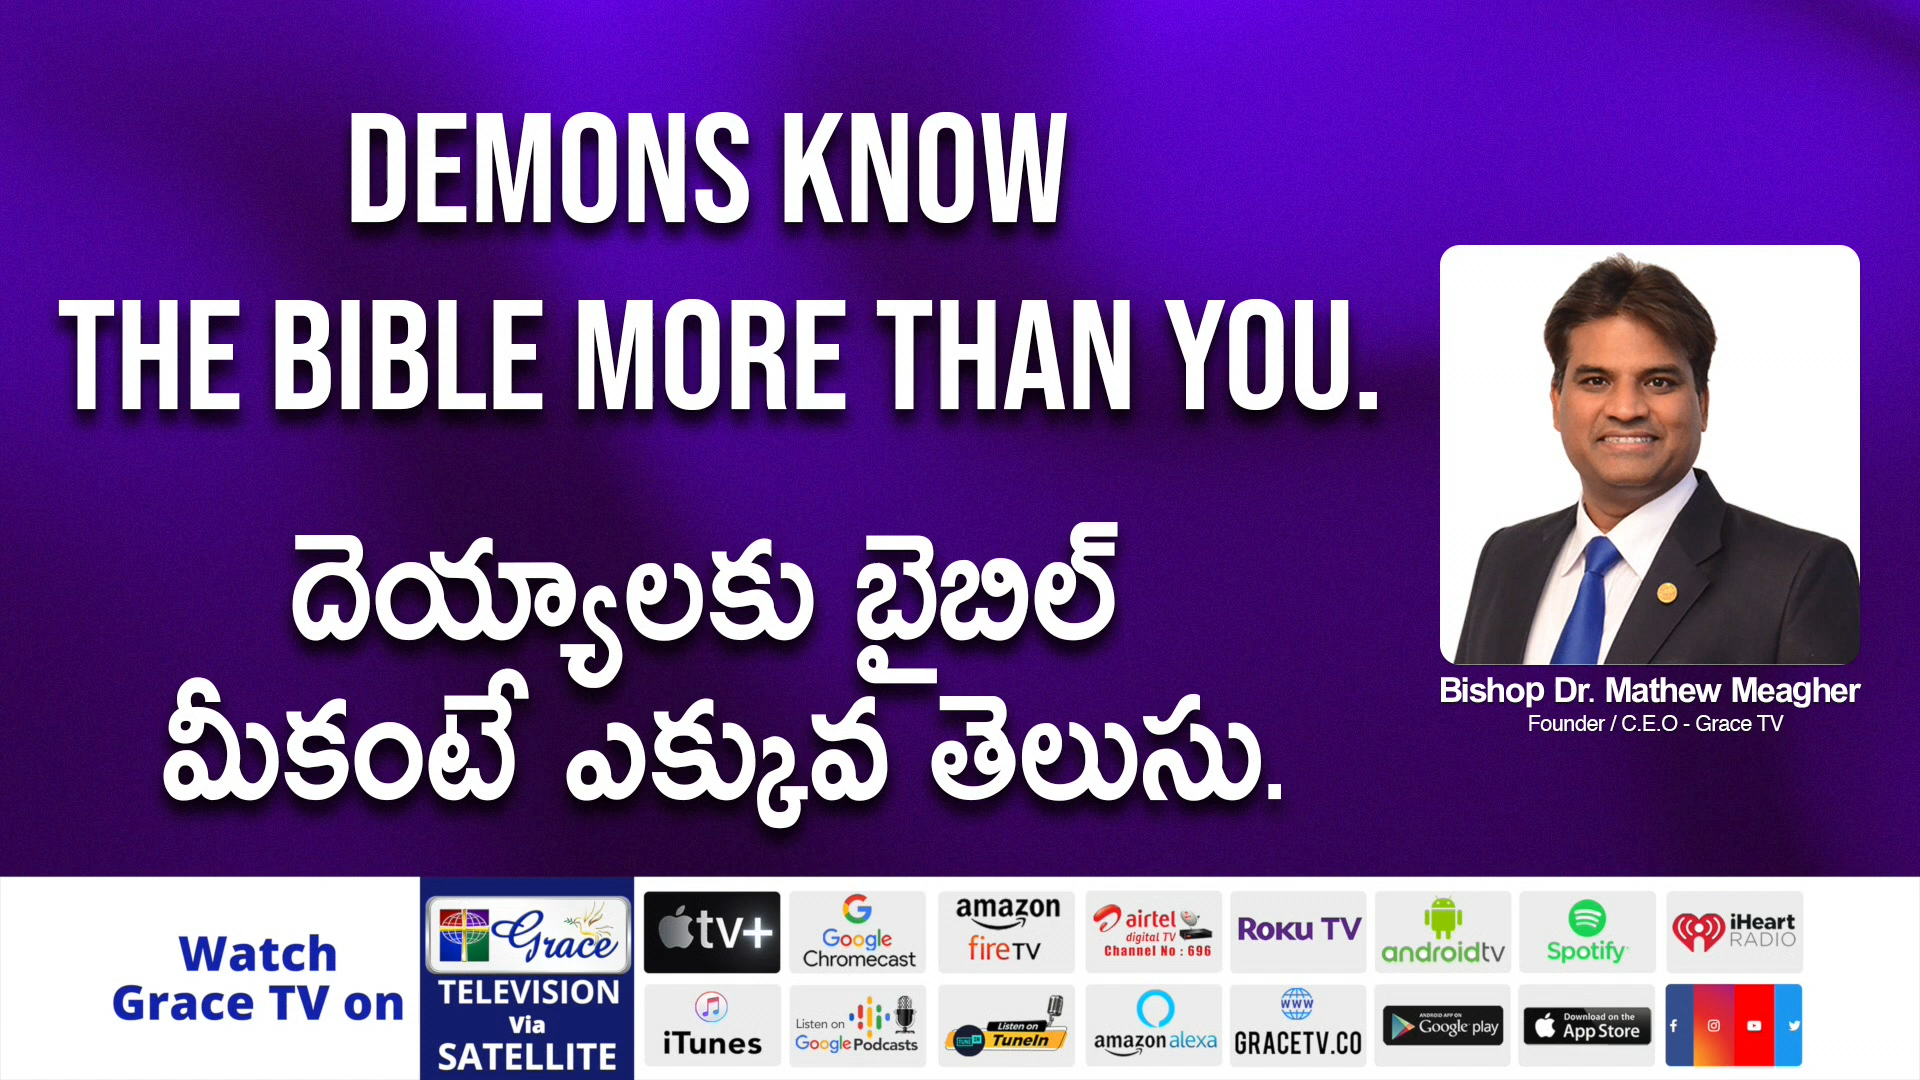 DEMONS KNOW
THE BIBLE MORE THAN YOU.
దెయ్యాలకు బైబిల్
మీకంటే ఎక్కువ తెలుసు.
Bishop Dr. Mathew Meagher
Founder / C.E.O - Grace TV
Watch
Grace TV on
Grace
TELEVISION
Via
SATELLITE
tv+
Google
Chromecast
amazon
fireTV
airtel
digital TV
Channel No : 696
ROKU TV
androidtv
Spotify
iHeart
RADIO
iTunes
Listen on
Google Podcasts
Listen on
TuneIn
amazon alexa
WWW
GRACETV.CO
ANDROID APP ON
Google play
Download on the
App Store